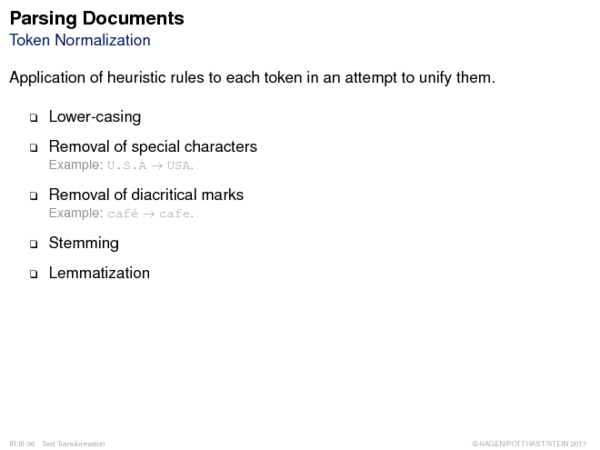 Parsing Documents
Token Normalization
Application of heuristic rules to each token in an attempt to unify them.
❑ Lower-casing
❑ Removal of special characters
Example: U.S.A → USA.
❑ Removal of diacritical marks
Example: café → cafe.
❑ Stemming
❑ Lemmatization
IR:III-36 Text Transformation
© HAGEN/POTTHAST/STEIN 2017